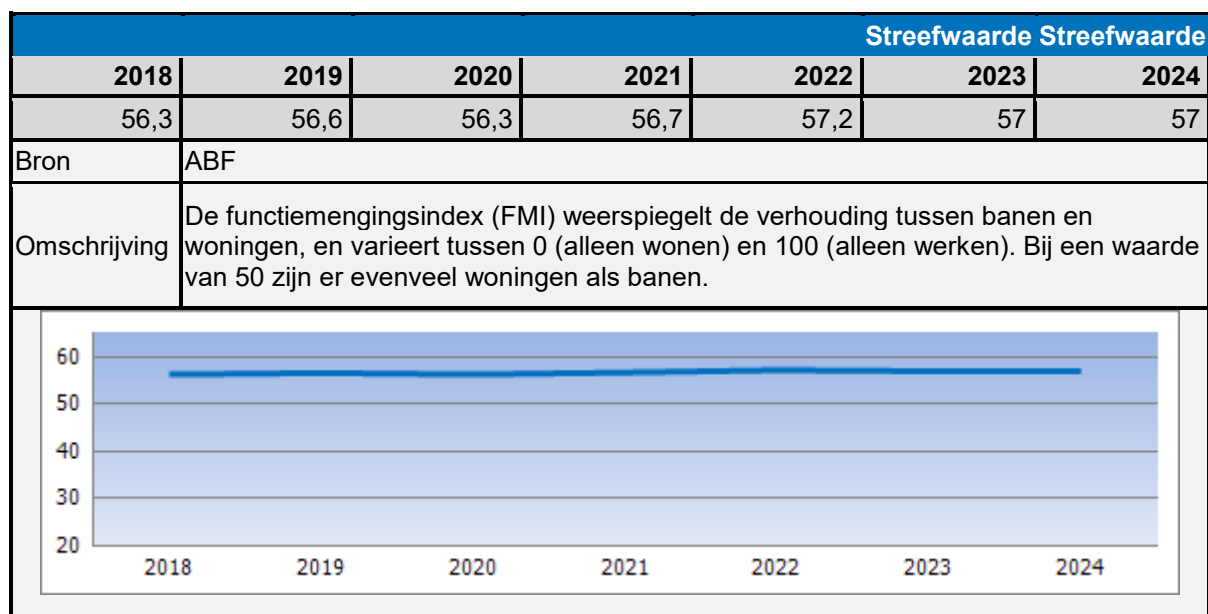 Streefwaarde Streefwaarde
2018 2019 2020 2021 2022 2023 2024
56,3 56,6 56,3 56,7 57,2 57 57
Bron ABF
Omschrijving De functiemengingsindex (FMI) weerspiegelt de verhouding tussen banen en
woningen, en varieert tussen 0 (alleen wonen) en 100 (alleen werken). Bij een waarde
van 50 zijn er evenveel woningen als banen.
60
50
40
30
20
2018 2019 2020 2021 2022 2023 2024